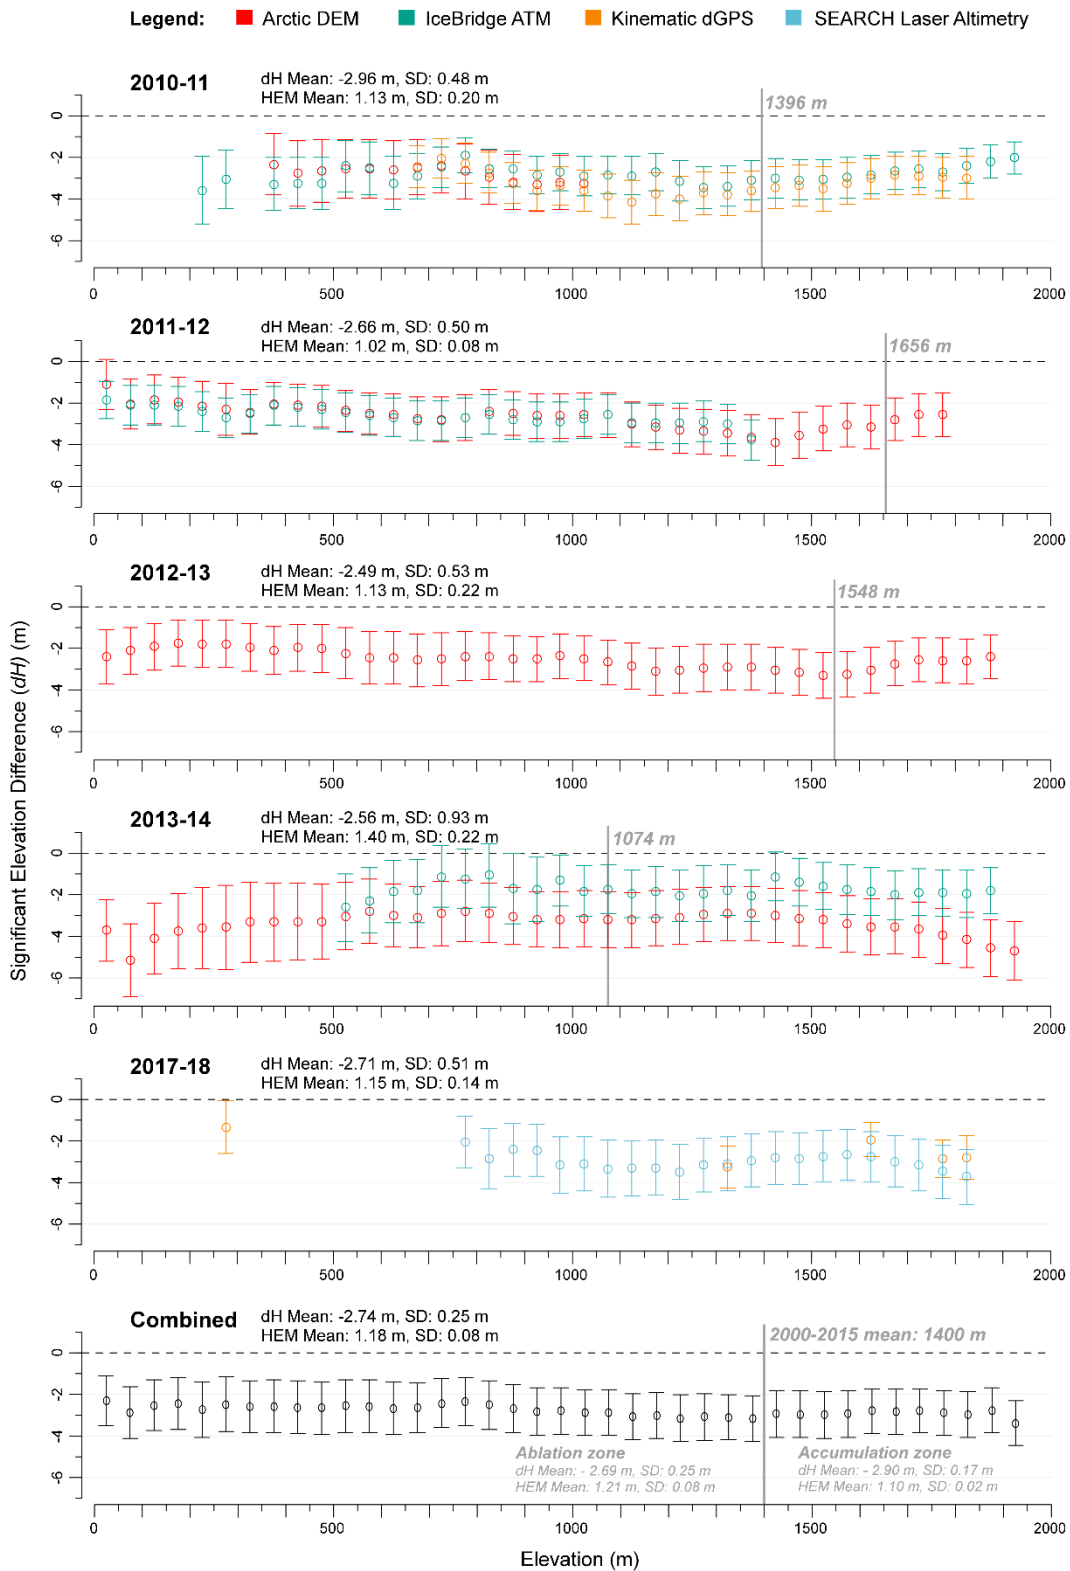 Legend: Arctic DEM IceBridge ATM Kinematic dGPS SEARCH Laser Altimetry
Significant Elevation Difference (dH) (m)
2010-11
dH Mean: -2.96 m, SD: 0.48 m
HEM Mean: 1.13 m, SD: 0.20 m
1396 m
0
-2
-4
-6
0 500 1000 1500 2000
2011-12
dH Mean: -2.66 m, SD: 0.50 m
HEM Mean: 1.02 m, SD: 0.08 m
1656 m
0
-2
-4
-6
0 500 1000 1500 2000
2012-13
dH Mean: -2.49 m, SD: 0.53 m
HEM Mean: 1.13 m, SD: 0.22 m
1548 m
0
-2
-4
-6
0 500 1000 1500 2000
2013-14
dH Mean: -2.56 m, SD: 0.93 m
HEM Mean: 1.40 m, SD: 0.22 m
1074 m
0
-2
-4
-6
0 500 1000 1500 2000
2017-18
dH Mean: -2.71 m, SD: 0.51 m
HEM Mean: 1.15 m, SD: 0.14 m
0
-2
-4
-6
0 500 1000 1500 2000
Combined
dH Mean: -2.74 m, SD: 0.25 m
HEM Mean: 1.18 m, SD: 0.08 m
2000-2015 mean: 1400 m
0
-2
-4
-6
Ablation zone
dH Mean: - 2.69 m, SD: 0.25 m
HEM Mean: 1.21 m, SD: 0.08 m
Accumulation zone
dH Mean: - 2.90 m, SD: 0.17 m
HEM Mean: 1.10 m, SD: 0.02 m
0 500 1000 1500 2000
Elevation (m)